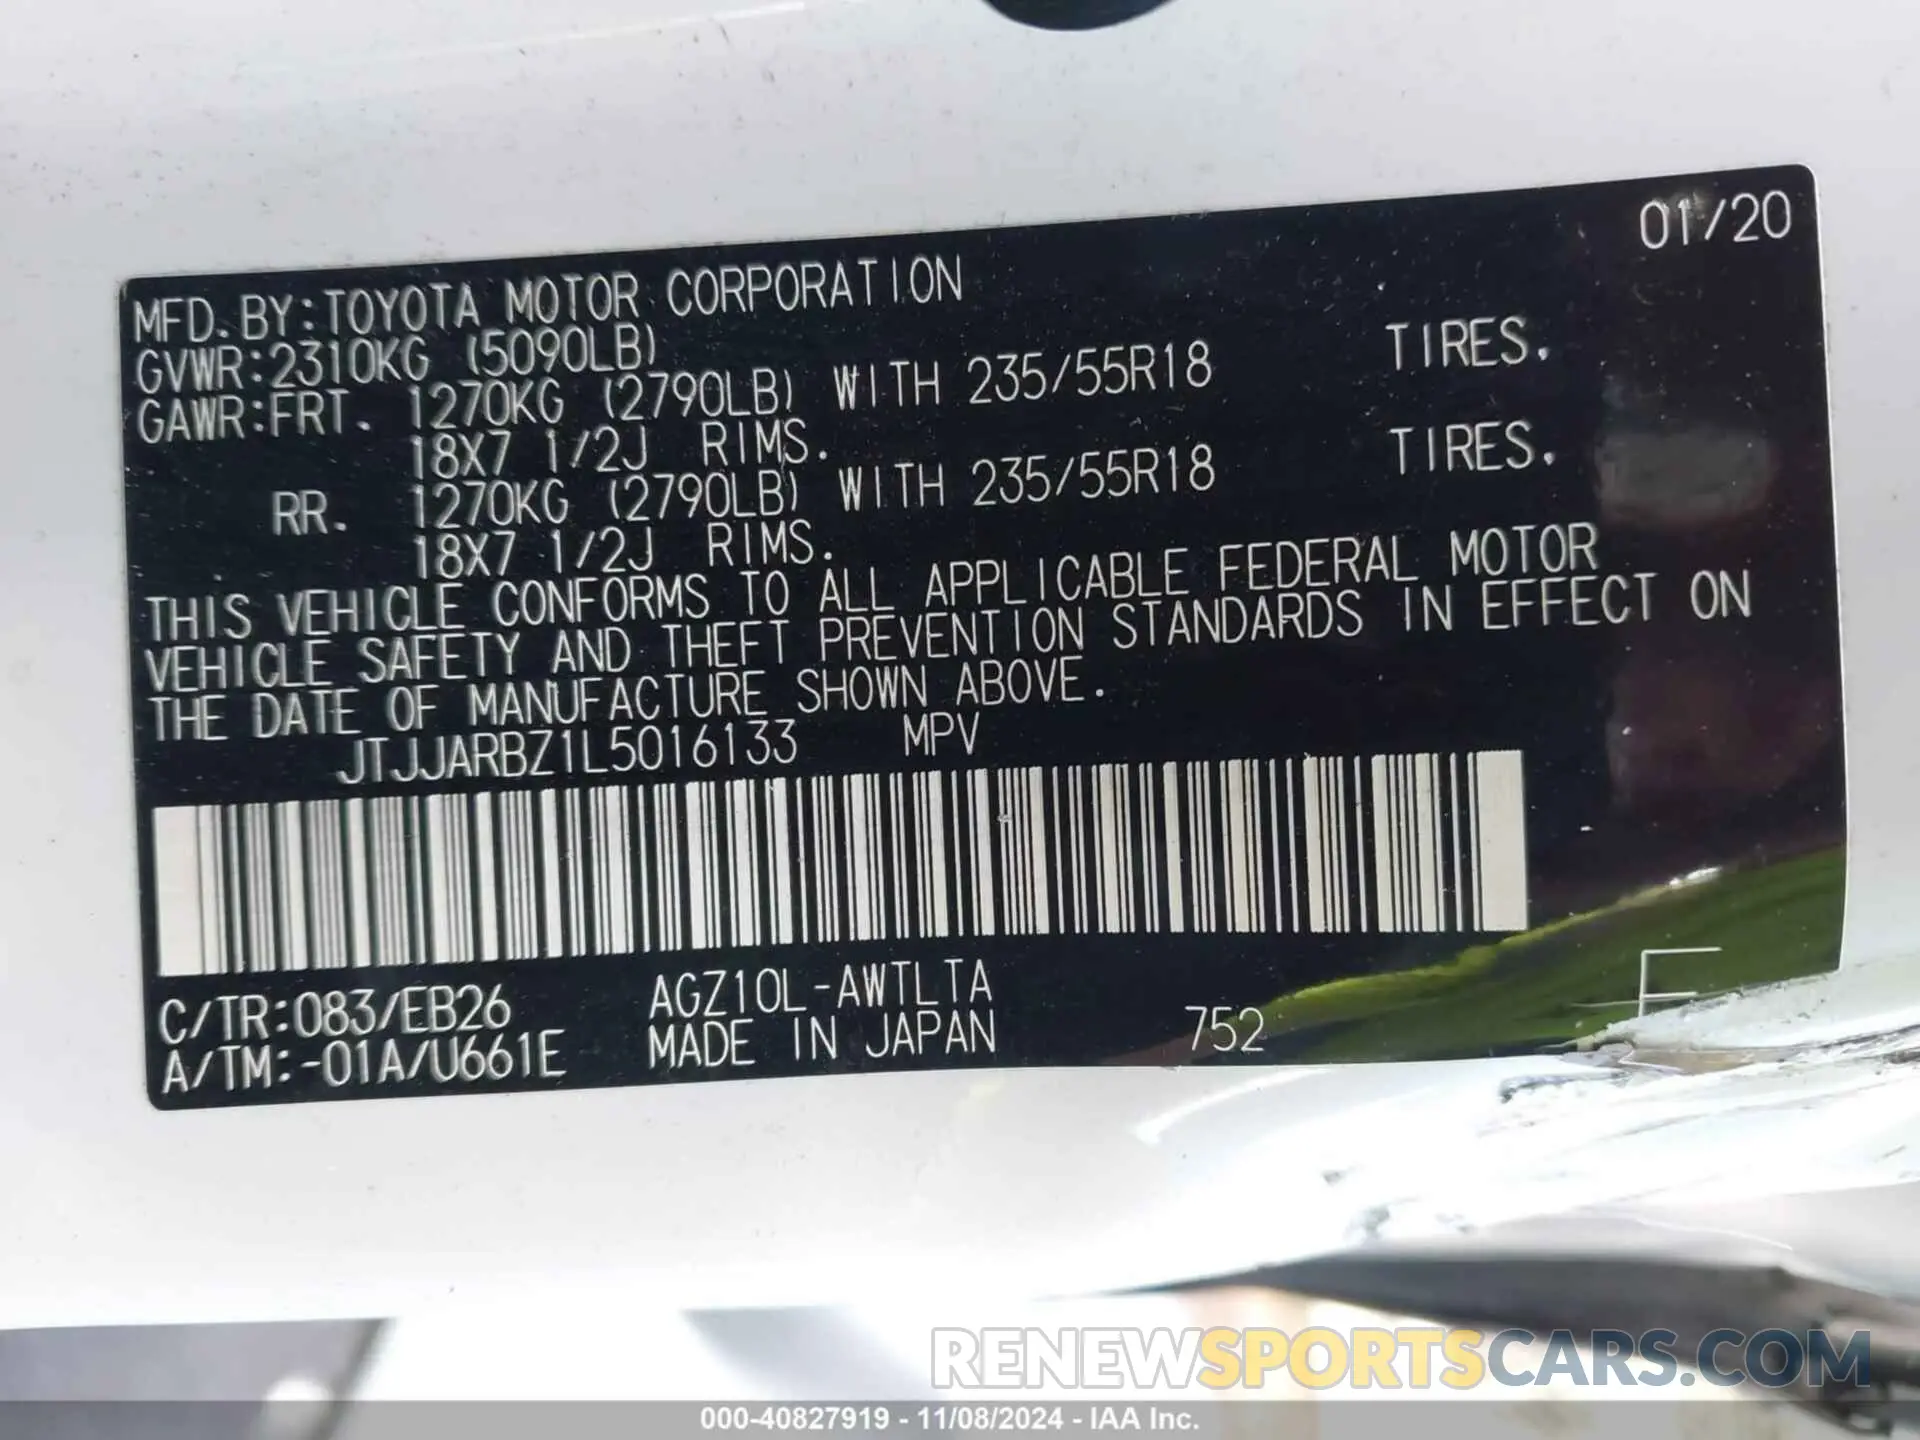 01/20
MFD. BY:TOYOTA MOTOR CORPORATION
GVWR:2310KG (5090LB)
GAWR:FRT. 1270KG (2790LB) WITH 235/55R18 TIRES.
18X7 1/2J RIMS.
RR. 1270KG (2790LB) WITH 235/55R18 TIRES.
18X7 1/2J RIMS.
THIS VEHICLE CONFORMS TO ALL APPLICABLE FEDERAL MOTOR
VEHICLE SAFETY AND THEFT PREVENTION STANDARDS IN EFFECT ON
THE DATE OF MANUFACTURE SHOWN ABOVE.
JTJJARBZ1L5016133 MPV
C/TR:083/EB26 AGZ10L-AWTLTA
A/TM:-01A/U661E MADE IN JAPAN 752 E
RENEWSPORTSCARS.COM
000-40827919 - 11/08/2024 - IAA Inc.